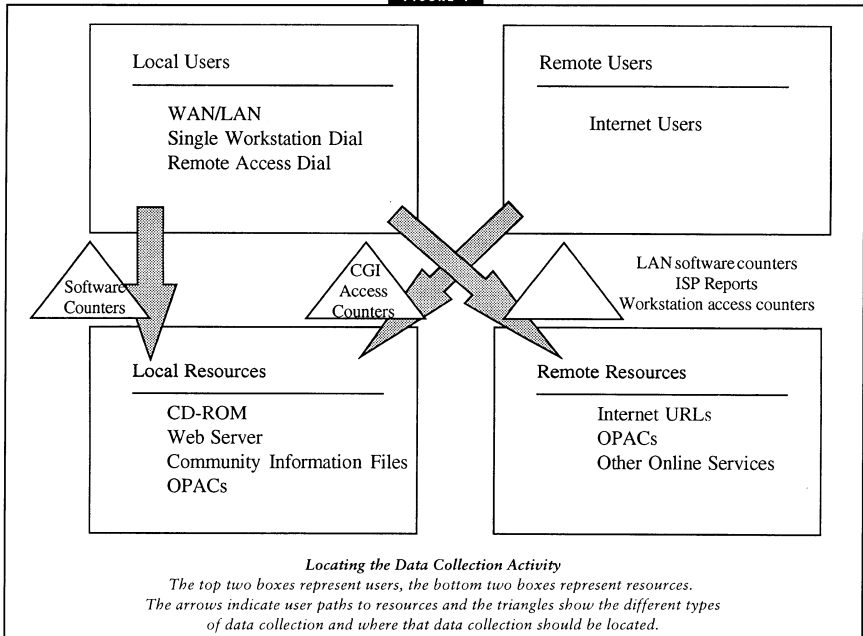 Local Users
WAN/LAN
Single Workstation Dial
Remote Access Dial
Remote Users
Internet Users
Software
Counters
CGI
Access
Counters
LAN software counters
ISP Reports
Workstation access counters
Local Resources
CD-ROM
Web Server
Community Information Files
OPACs
Remote Resources
Internet URLs
OPACs
Other Online Services
Locating the Data Collection Activity
The top two boxes represent users, the bottom two boxes represent resources.
The arrows indicate user paths to resources and the triangles show the different types
of data collection and where that data collection should be located.